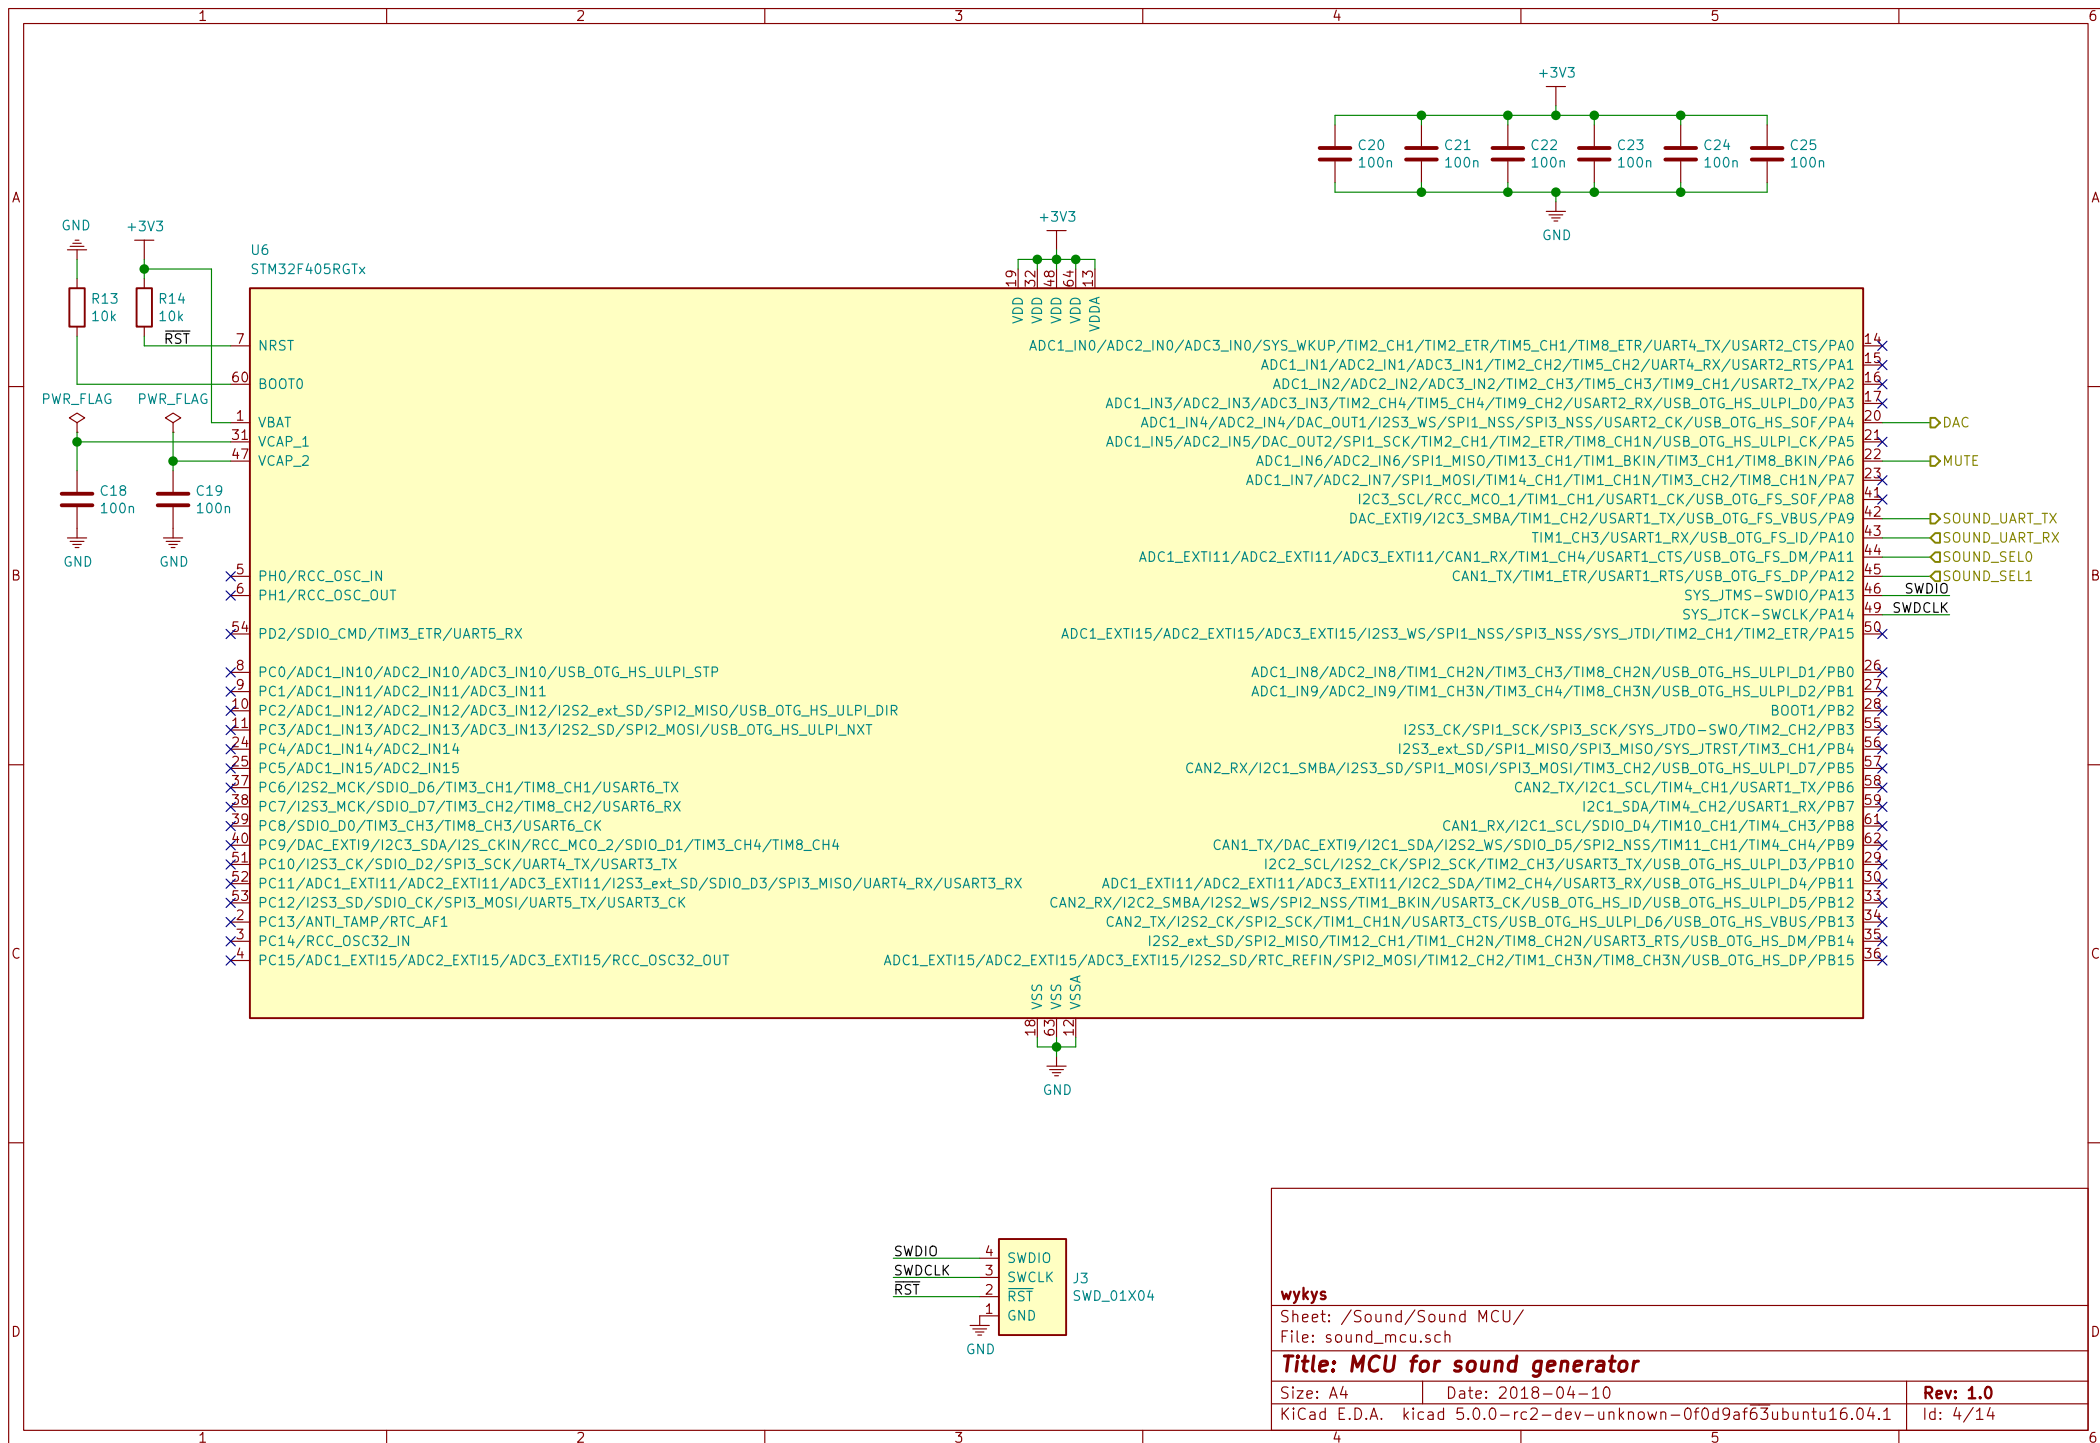 1 2 3 4 5 6
+3V3
C20 100n
C21 100n
C22 100n
C23 100n
C24 100n
C25 100n
GND
A A
GND
+3V3
+3V3
U6
STM32F405RGTx
R13 10k
R14 10k
RST
19 32 48 64 13
VDD VDD VDD VDD VDDA
7 NRST
60 BOOT0
PWR_FLAG PWR_FLAG
1 VBAT
31 VCAP_1
47 VCAP_2
C18 100n
C19 100n
GND GND
B B
5 PH0/RCC_OSC_IN
6 PH1/RCC_OSC_OUT
54 PD2/SDIO_CMD/TIM3_ETR/UART5_RX
8 PC0/ADC1_IN10/ADC2_IN10/ADC3_IN10/USB_OTG_HS_ULPI_STP
9 PC1/ADC1_IN11/ADC2_IN11/ADC3_IN11
10 PC2/ADC1_IN12/ADC2_IN12/ADC3_IN12/I2S2_ext_SD/SPI2_MISO/USB_OTG_HS_ULPI_DIR
11 PC3/ADC1_IN13/ADC2_IN13/ADC3_IN13/I2S2_SD/SPI2_MOSI/USB_OTG_HS_ULPI_NXT
24 PC4/ADC1_IN14/ADC2_IN14
25 PC5/ADC1_IN15/ADC2_IN15
37 PC6/I2S2_MCK/SDIO_D6/TIM3_CH1/TIM8_CH1/USART6_TX
38 PC7/I2S3_MCK/SDIO_D7/TIM3_CH2/TIM8_CH2/USART6_RX
39 PC8/SDIO_D0/TIM3_CH3/TIM8_CH3/USART6_CK
40 PC9/DAC_EXTI9/I2C3_SDA/I2S_CKIN/RCC_MCO_2/SDIO_D1/TIM3_CH4/TIM8_CH4
51 PC10/I2S3_CK/SDIO_D2/SPI3_SCK/UART4_TX/USART3_TX
52 PC11/ADC1_EXTI11/ADC2_EXTI11/ADC3_EXTI11/I2S3_ext_SD/SDIO_D3/SPI3_MISO/UART4_RX/USART3_RX
53 PC12/I2S3_SD/SDIO_CK/SPI3_MOSI/UART5_TX/USART3_CK
2 PC13/ANTI_TAMP/RTC_AF1
3 PC14/RCC_OSC32_IN
4 PC15/ADC1_EXTI15/ADC2_EXTI15/ADC3_EXTI15/RCC_OSC32_OUT
ADC1_IN0/ADC2_IN0/ADC3_IN0/SYS_WKUP/TIM2_CH1/TIM2_ETR/TIM5_CH1/TIM8_ETR/UART4_TX/USART2_CTS/PA0 14
ADC1_IN1/ADC2_IN1/ADC3_IN1/TIM2_CH2/TIM5_CH2/UART4_RX/USART2_RTS/PA1 15
ADC1_IN2/ADC2_IN2/ADC3_IN2/TIM2_CH3/TIM5_CH3/TIM9_CH1/USART2_TX/PA2 16
ADC1_IN3/ADC2_IN3/ADC3_IN3/TIM2_CH4/TIM5_CH4/TIM9_CH2/USART2_RX/USB_OTG_HS_ULPI_D0/PA3 17
ADC1_IN4/ADC2_IN4/DAC_OUT1/I2S3_WS/SPI1_NSS/SPI3_NSS/USART2_CK/USB_OTG_HS_SOF/PA4 20 DAC
ADC1_IN5/ADC2_IN5/DAC_OUT2/SPI1_SCK/TIM2_CH1/TIM2_ETR/TIM8_CH1N/USB_OTG_HS_ULPI_CK/PA5 21
ADC1_IN6/ADC2_IN6/SPI1_MISO/TIM13_CH1/TIM1_BKIN/TIM3_CH1/TIM8_BKIN/PA6 22 MUTE
ADC1_IN7/ADC2_IN7/SPI1_MOSI/TIM14_CH1/TIM1_CH1N/TIM3_CH2/TIM8_CH1N/PA7 23
I2C3_SCL/RCC_MCO_1/TIM1_CH1/USART1_CK/USB_OTG_FS_SOF/PA8 41
DAC_EXTI9/I2C3_SMBA/TIM1_CH2/USART1_TX/USB_OTG_FS_VBUS/PA9 42 SOUND_UART_TX
TIM1_CH3/USART1_RX/USB_OTG_FS_ID/PA10 43 SOUND_UART_RX
ADC1_EXTI11/ADC2_EXTI11/ADC3_EXTI11/CAN1_RX/TIM1_CH4/USART1_CTS/USB_OTG_FS_DM/PA11 44 SOUND_SEL0
CAN1_TX/TIM1_ETR/USART1_RTS/USB_OTG_FS_DP/PA12 45 SOUND_SEL1
SYS_JTMS-SWDIO/PA13 46 SWDIO
SYS_JTCK-SWCLK/PA14 49 SWDCLK
ADC1_EXTI15/ADC2_EXTI15/ADC3_EXTI15/I2S3_WS/SPI1_NSS/SPI3_NSS/SYS_JTDI/TIM2_CH1/TIM2_ETR/PA15 50
ADC1_IN8/ADC2_IN8/TIM1_CH2N/TIM3_CH3/TIM8_CH2N/USB_OTG_HS_ULPI_D1/PB0 26
ADC1_IN9/ADC2_IN9/TIM1_CH3N/TIM3_CH4/TIM8_CH3N/USB_OTG_HS_ULPI_D2/PB1 27
BOOT1/PB2 28
I2S3_CK/SPI1_SCK/SPI3_SCK/SYS_JTDO-SWO/TIM2_CH2/PB3 55
I2S3_ext_SD/SPI1_MISO/SPI3_MISO/SYS_JTRST/TIM3_CH1/PB4 56
CAN2_RX/I2C1_SMBA/I2S3_SD/SPI1_MOSI/SPI3_MOSI/TIM3_CH2/USB_OTG_HS_ULPI_D7/PB5 57
CAN2_TX/I2C1_SCL/TIM4_CH1/USART1_TX/PB6 58
I2C1_SDA/TIM4_CH2/USART1_RX/PB7 59
CAN1_RX/I2C1_SCL/SDIO_D4/TIM10_CH1/TIM4_CH3/PB8 61
CAN1_TX/DAC_EXTI9/I2C1_SDA/I2S2_WS/SDIO_D5/SPI2_NSS/TIM11_CH1/TIM4_CH4/PB9 62
I2C2_SCL/I2S2_CK/SPI2_SCK/TIM2_CH3/USART3_TX/USB_OTG_HS_ULPI_D3/PB10 29
ADC1_EXTI11/ADC2_EXTI11/ADC3_EXTI11/I2C2_SDA/TIM2_CH4/USART3_RX/USB_OTG_HS_ULPI_D4/PB11 30
CAN2_RX/I2C2_SMBA/I2S2_WS/SPI2_NSS/TIM1_BKIN/USART3_CK/USB_OTG_HS_ID/USB_OTG_HS_ULPI_D5/PB12 33
CAN2_TX/I2S2_CK/SPI2_SCK/TIM1_CH1N/USART3_CTS/USB_OTG_HS_ULPI_D6/USB_OTG_HS_VBUS/PB13 34
I2S2_ext_SD/SPI2_MISO/TIM12_CH1/TIM1_CH2N/TIM8_CH2N/USART3_RTS/USB_OTG_HS_DM/PB14 35
ADC1_EXTI15/ADC2_EXTI15/ADC3_EXTI15/I2S2_SD/RTC_REFIN/SPI2_MOSI/TIM12_CH2/TIM1_CH3N/TIM8_CH3N/USB_OTG_HS_DP/PB15 36
C C
VSS VSS VSSA
18 63 12
GND
SWDIO 4 SWDIO
SWDCLK 3 SWCLK
RST 2 RST
1 GND
GND
J3
SWD_01X04
D D
wykys
Sheet: /Sound/Sound MCU/
File: sound_mcu.sch
Title: MCU for sound generator
Size: A4 Date: 2018-04-10 Rev: 1.0
KiCad E.D.A. kicad 5.0.0-rc2-dev-unknown-0f0d9af63ubuntu16.04.1 Id: 4/14
1 2 3 4 5 6